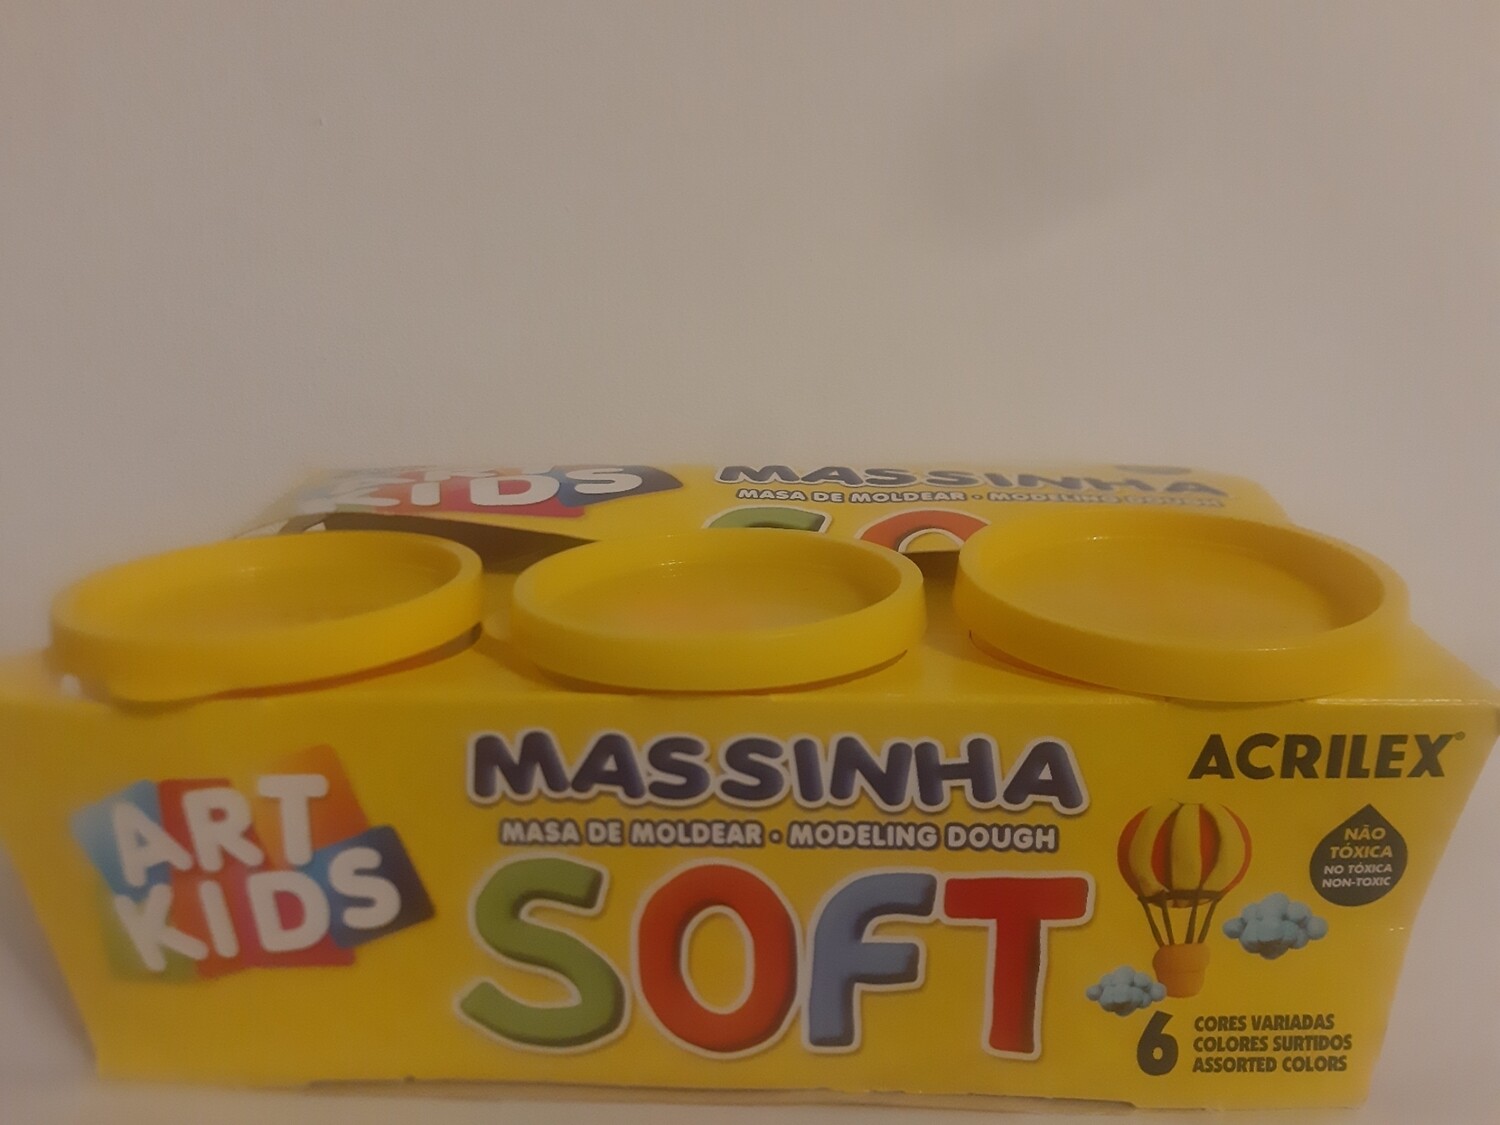 KIDS
MASSINHA
MASA DE MOLDEAR • MODELING DOUGH
ART
KIDS
MASSINHA
MASA DE MOLDEAR • MODELING DOUGH
SOFT
ACRILEX®
NÃO
TÓXICA
NO TÓXICA
NON-TOXIC
6 CORES VARIADAS
COLORES SURTIDOS
ASSORTED COLORS